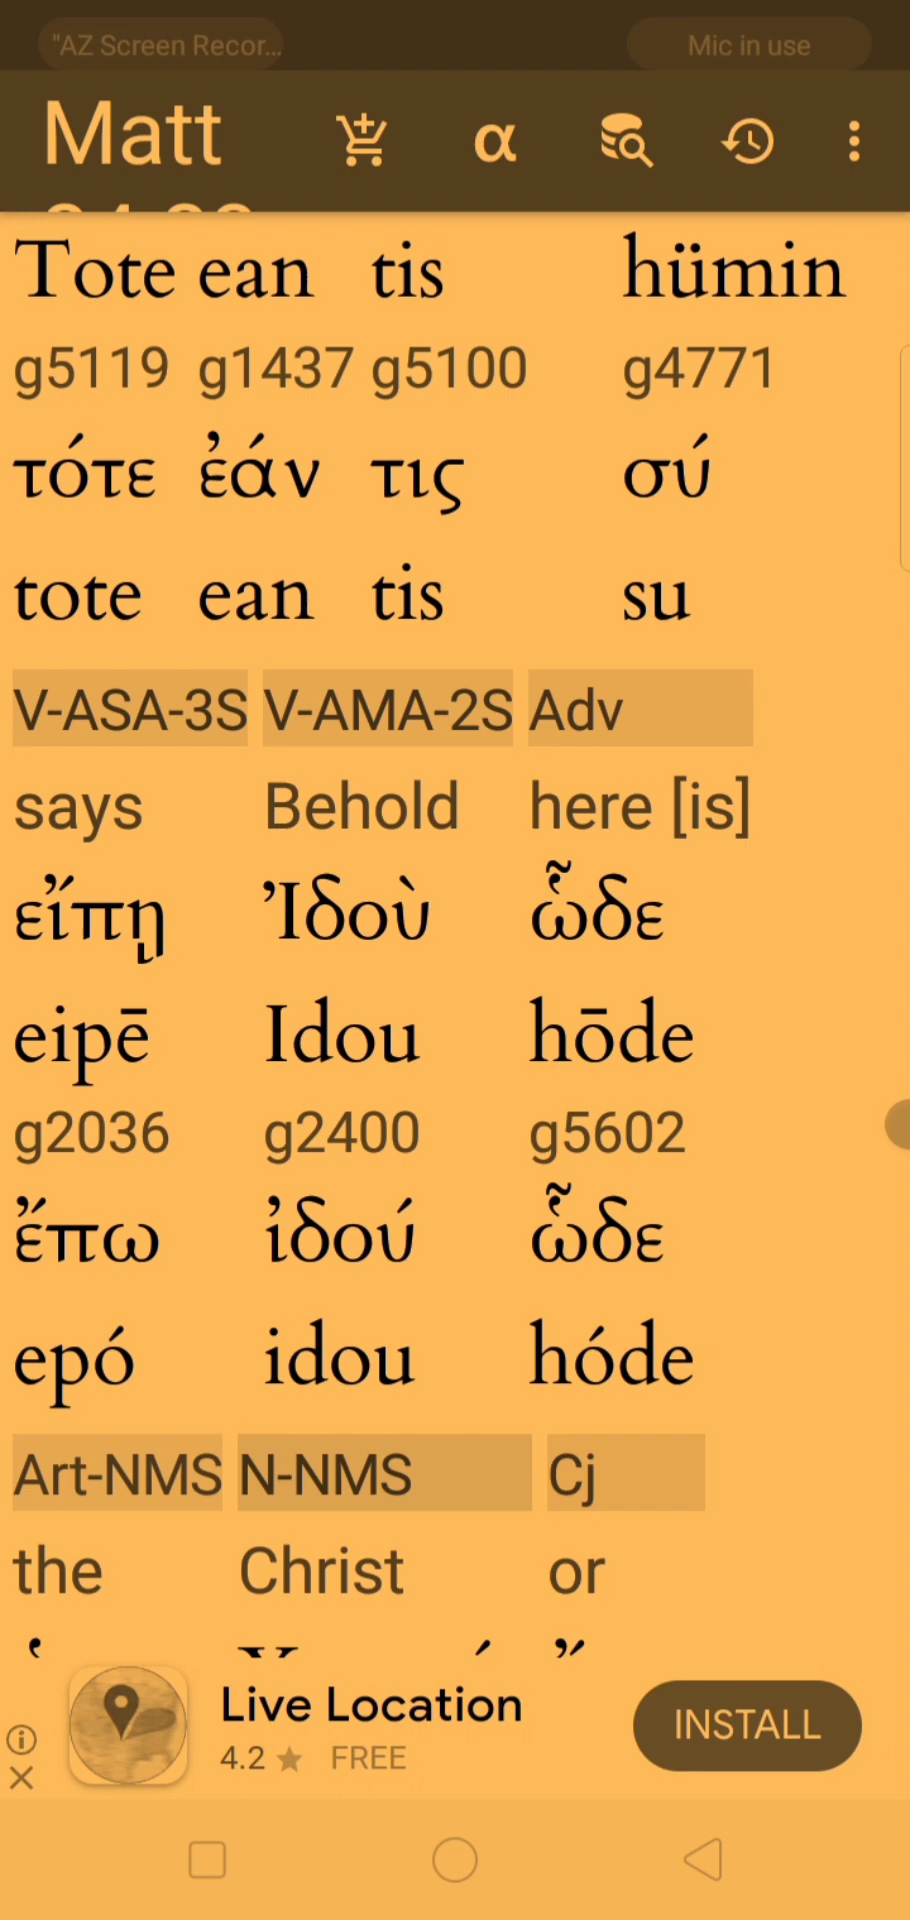 "AZ Screen Recor...
Mic in use
Matt
α
Tote ean tis hümin
g5119 g1437 g5100 g4771
τότε ἐάν τις σύ
tote ean tis su
V-ASA-3S V-AMA-2S Adv
says Behold here [is]
εἴπῃ Ἰδοὺ ὧδε
eipē Idou hōde
g2036 g2400 g5602
ἔπω ἰδού ὧδε
epó idou hóde
Art-NMS N-NMS Cj
the Christ or
Live Location
4.2 ★ FREE
INSTALL